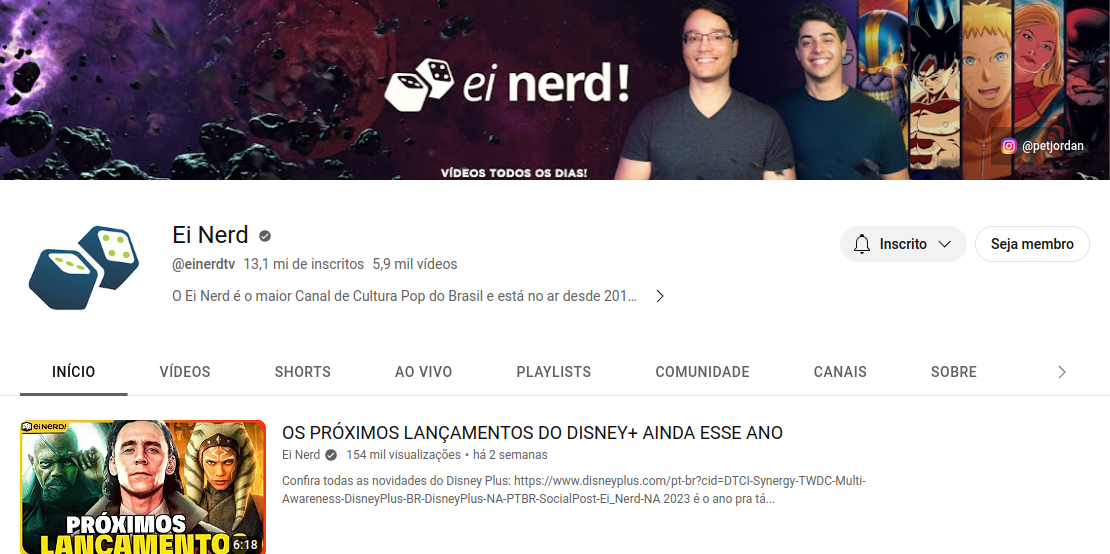 ei nerd!
@petjordan
VÍDEOS TODOS OS DIAS!
Ei Nerd
@einerdtv 13,1 mi de inscritos 5,9 mil vídeos
O Ei Nerd é o maior Canal de Cultura Pop do Brasil e está no ar desde 201...
Inscrito
Seja membro
INÍCIO VÍDEOS SHORTS AO VIVO PLAYLISTS COMUNIDADE CANAIS SOBRE
ei NERD!
PRÓXIMOS
LANÇAMENTOS
6:18
OS PRÓXIMOS LANÇAMENTOS DO DISNEY+ AINDA ESSE ANO
Ei Nerd 154 mil visualizações • há 2 semanas
Confira todas as novidades do Disney Plus: https://www.disneyplus.com/pt-br?cid=DTCI-Synergy-TWDC-Multi-
Awareness-DisneyPlus-BR-DisneyPlus-NA-PTBR-SocialPost-Ei_Nerd-NA 2023 é o ano pra tá...